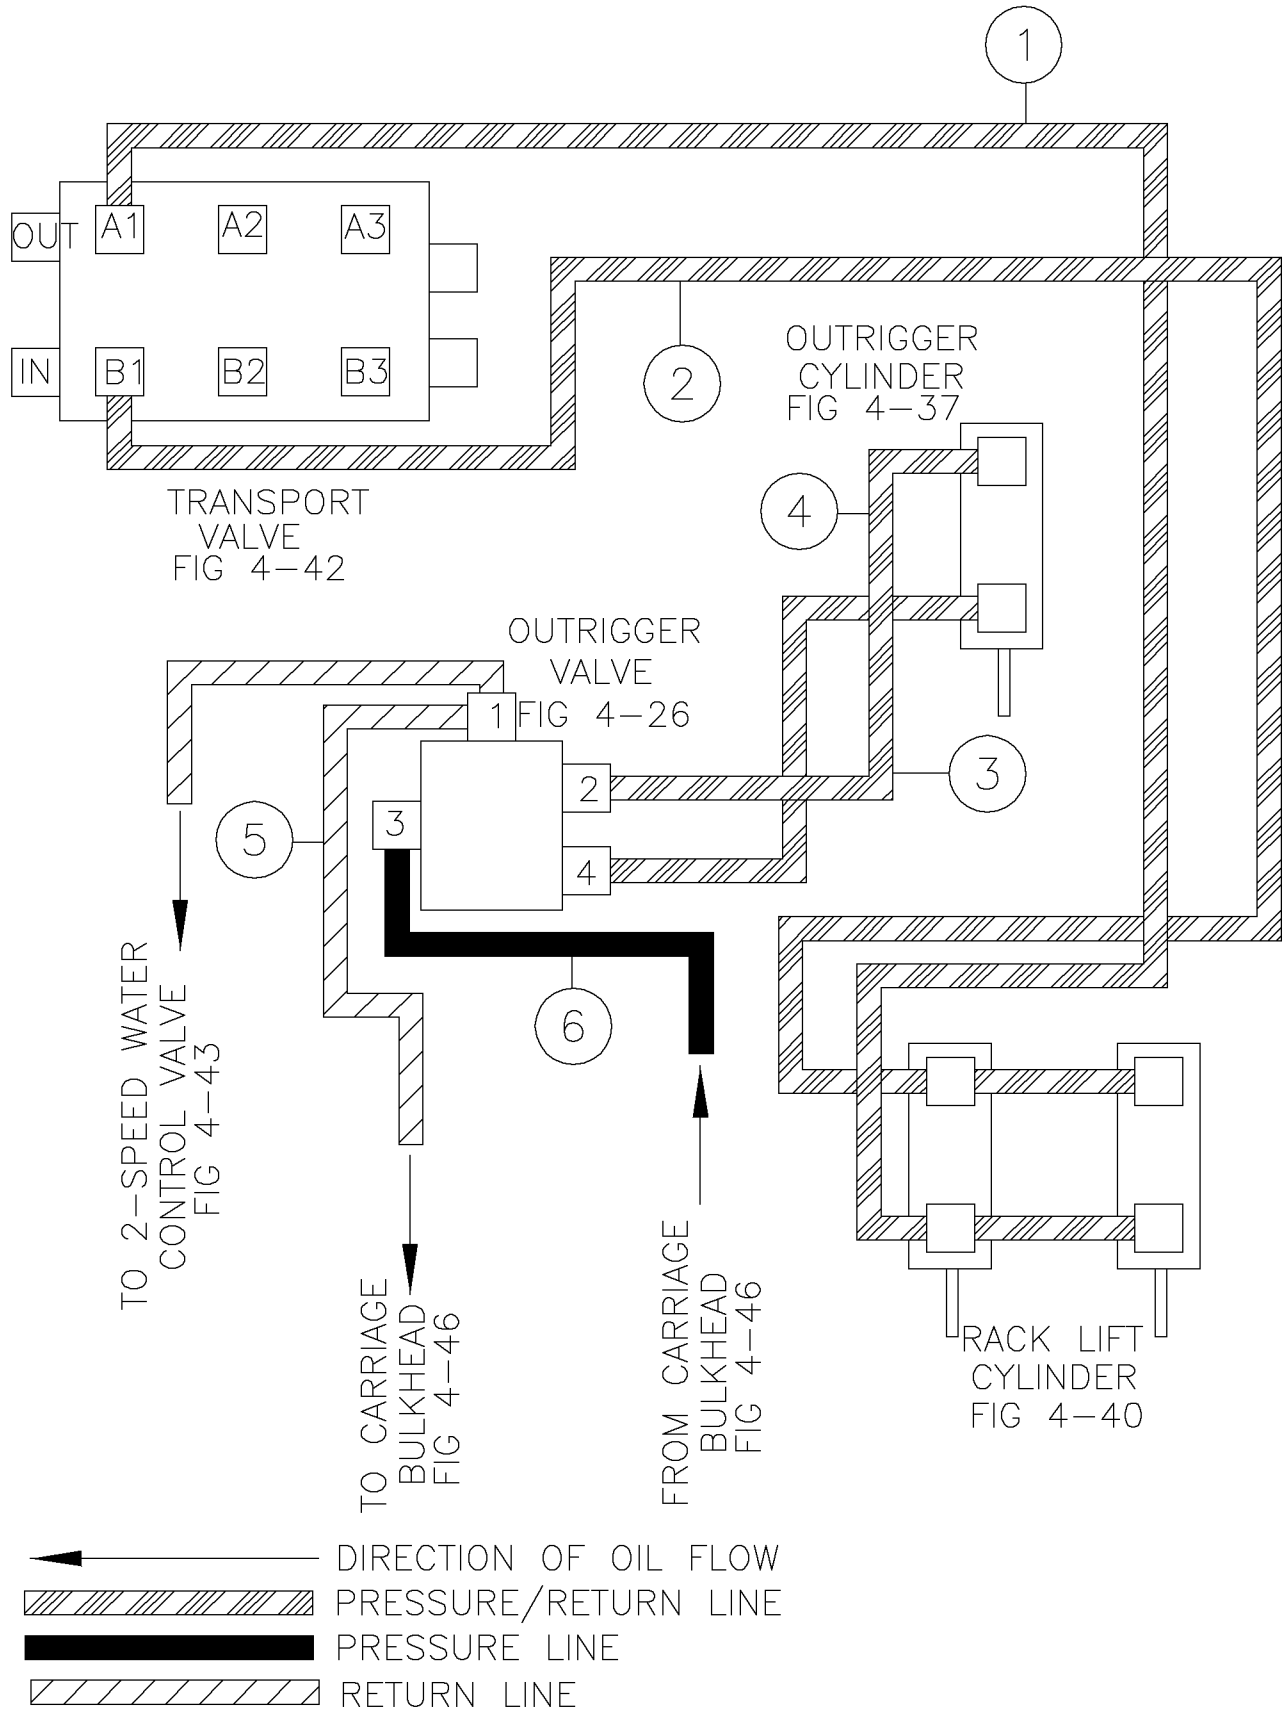 1
OUT
A1
A2
A3
IN
B1
B2
B3
2
OUTRIGGER
CYLINDER
FIG 4-37
TRANSPORT
VALVE
FIG 4-42
4
OUTRIGGER
VALVE
FIG 4-26
1
2
3
4
3
5
6
TO 2-SPEED WATER
CONTROL VALVE
FIG 4-43
TO CARRIAGE
BULKHEAD
FIG 4-46
FROM CARRIAGE
BULKHEAD
FIG 4-46
RACK LIFT
CYLINDER
FIG 4-40
DIRECTION OF OIL FLOW
PRESSURE/RETURN LINE
PRESSURE LINE
RETURN LINE